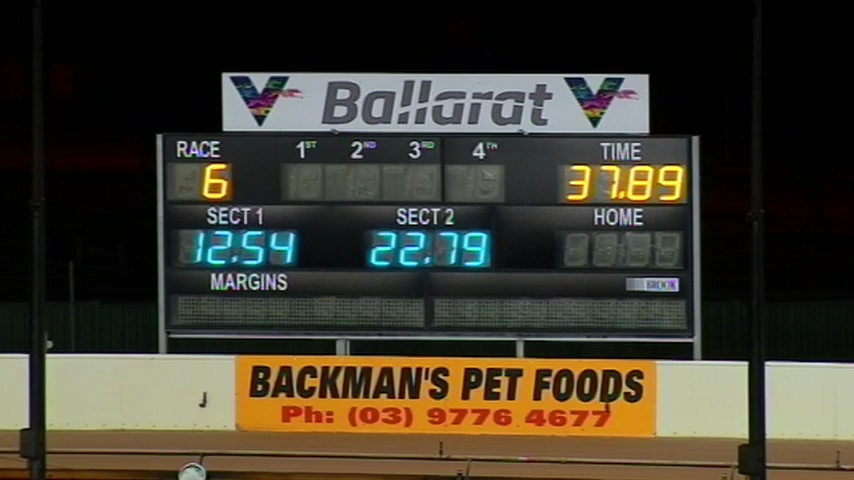 Ballarat
RACE 1ST 2ND 3RD 4TH TIME
6 37.89
SECT 1 SECT 2 HOME
12.54 22.79
MARGINS
BACKMAN'S PET FOODS
Ph: (03) 9776 4677